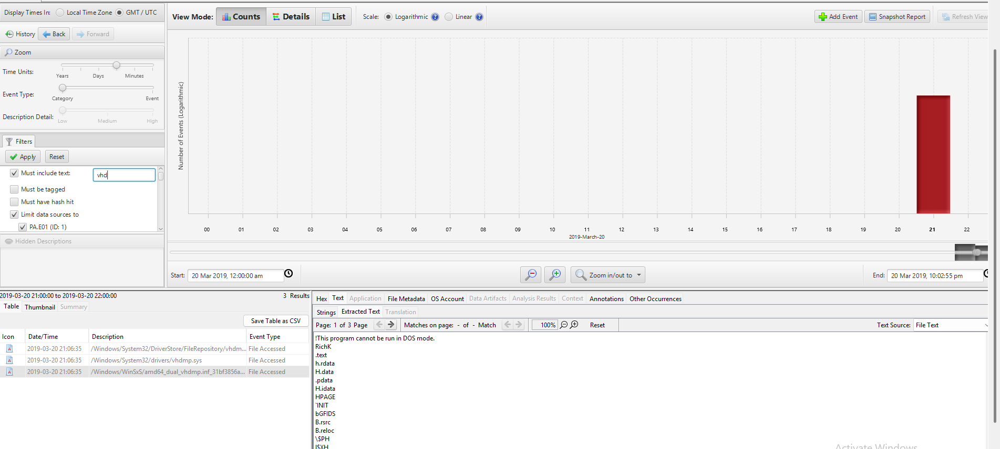 Display Times In: Local Time Zone GMT / UTC
History Back Forward
Zoom
Time Units:
Years Days Minutes
Event Type:
Category Event
Description Detail:
Low Medium High
Filters
Apply Reset
Must include text: vhd
Must be tagged
Must have hash hit
Limit data sources to
PA.E01 (ID: 1)
Hidden Descriptions
View Mode: Counts Details List Scale: Logarithmic ? Linear ? Add Event Snapshot Report Refresh View
Number of Events (Logarithmic)
00 01 02 03 04 05 06 07 08 09 10 11 12 13 14 15 16 17 18 19 20 21 22
2019-March-20
Start: 20 Mar 2019, 12:00:00 am Zoom in/out to End: 20 Mar 2019, 10:02:55 pm
2019-03-20 21:00:00 to 2019-03-20 22:00:00 3 Results
Table Thumbnail Summary
Save Table as CSV
Icon Date/Time Description Event Type
2019-03-20 21:06:35 /Windows/System32/DriverStore/FileRepository/vhdm... File Accessed
2019-03-20 21:06:35 /Windows/System32/drivers/vhdmp.sys File Accessed
2019-03-20 21:06:35 /Windows/WinSxS/amd64_dual_vhdmp.inf_31bf3856a... File Accessed
Hex Text Application File Metadata OS Account Data Artifacts Analysis Results Context Annotations Other Occurrences
Strings Extracted Text Translation
Page: 1 of 3 Page Matches on page: - of - Match 100% Reset Text Source: File Text
!This program cannot be run in DOS mode.
RichK
.text
h.rdata
H.data
.pdata
H.idata
HPAGE
`INIT
bGFIDS
B.rsrc
B.reloc
\$PH
Activate Windows